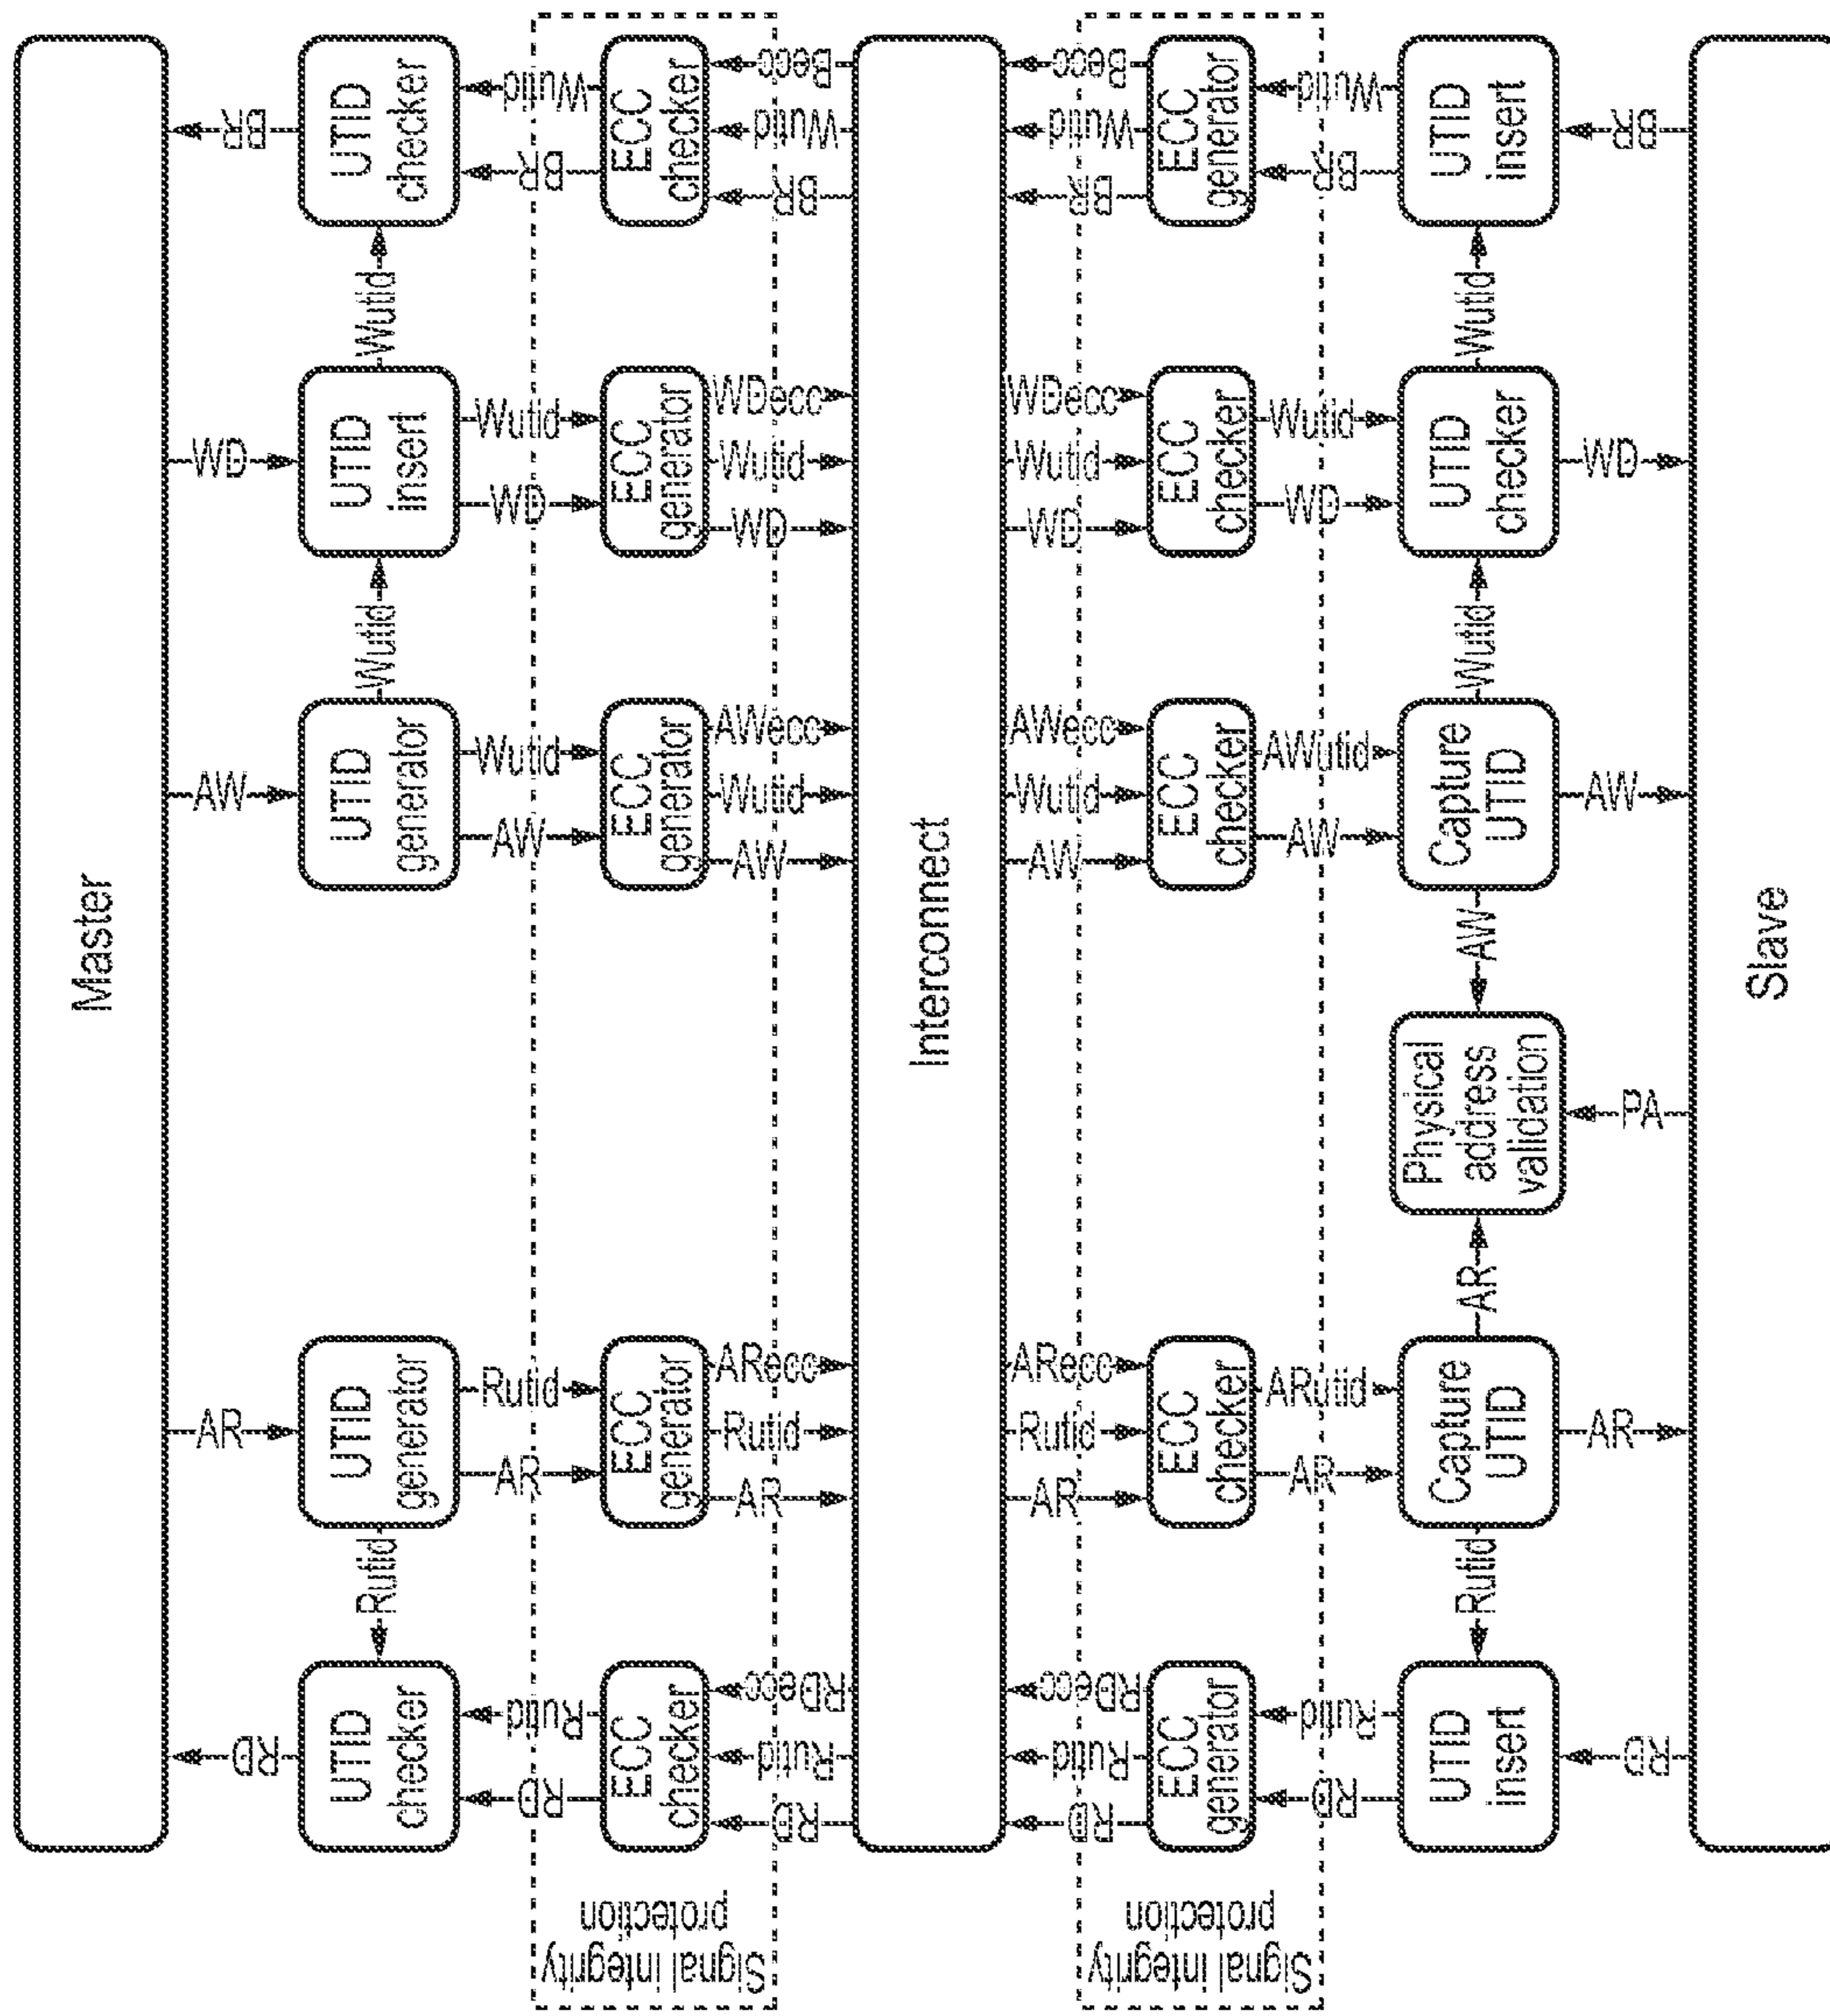 Master
RD
AR
AW
WD
BR
UTID
checker
Rutid
UTID
generator
UTID
generator
Wutid
UTID
insert
Wutid
UTID
checker
RD
Rutid
AR
Rutid
AW
Wutid
WD
Wutid
BR
Wutid
Signal integrity
protection
ECC
checker
ECC
generator
ECC
generator
ECC
generator
ECC
checker
RD
Rutid
RDecc
AR
Rutid
ARecc
AW
Wutid
AWecc
WD
Wutid
WDecc
BR
Wutid
Becc
Interconnect
RD
Rutid
RDecc
AR
Rutid
ARecc
AW
Wutid
AWecc
WD
Wutid
WDecc
BR
Wutid
Becc
Signal integrity
protection
ECC
generator
ECC
checker
ECC
checker
ECC
checker
ECC
generator
RD
Rutid
AR
ARutid
AW
AWutid
WD
Wutid
BR
Wutid
UTID
insert
Rutid
Capture
UTID
AR
Physical
address
validation
AW
Capture
UTID
Wutid
UTID
checker
Wutid
UTID
insert
RD
AR
PA
AW
WD
BR
Slave